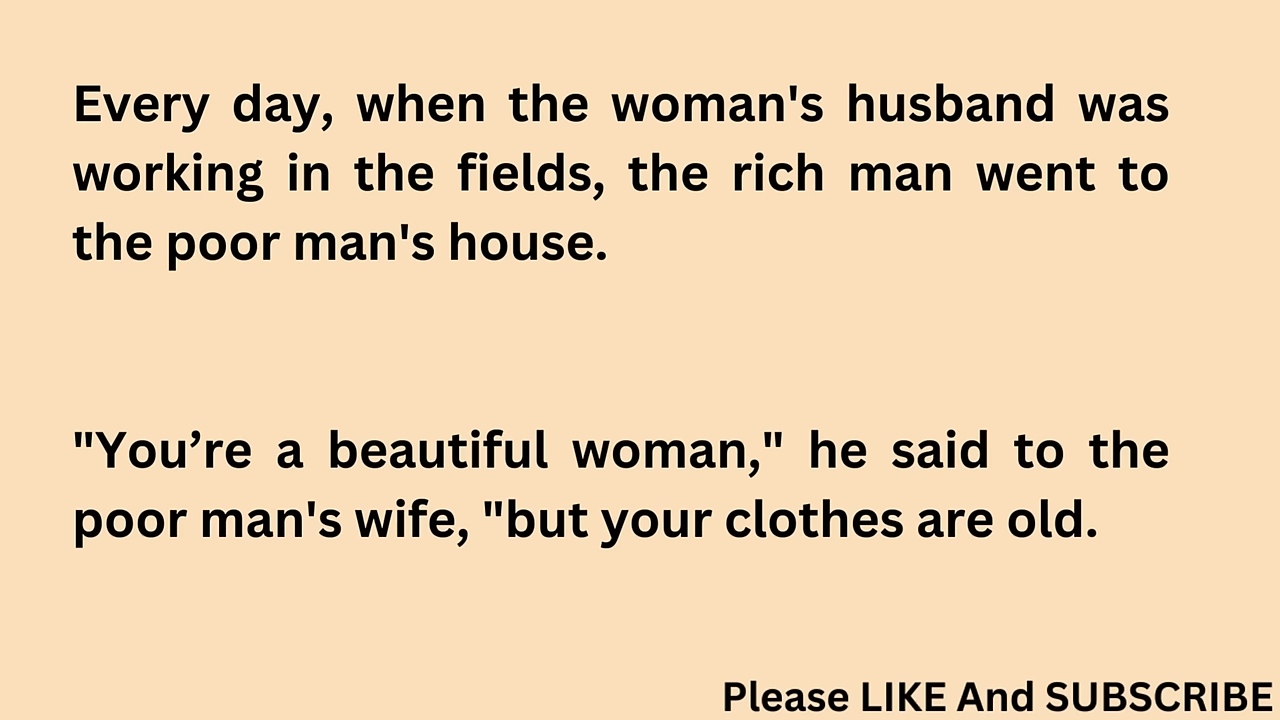 Every day, when the woman's husband was
working in the fields, the rich man went to
the poor man's house.
"You’re a beautiful woman," he said to the
poor man's wife, "but your clothes are old.
Please LIKE And SUBSCRIBE